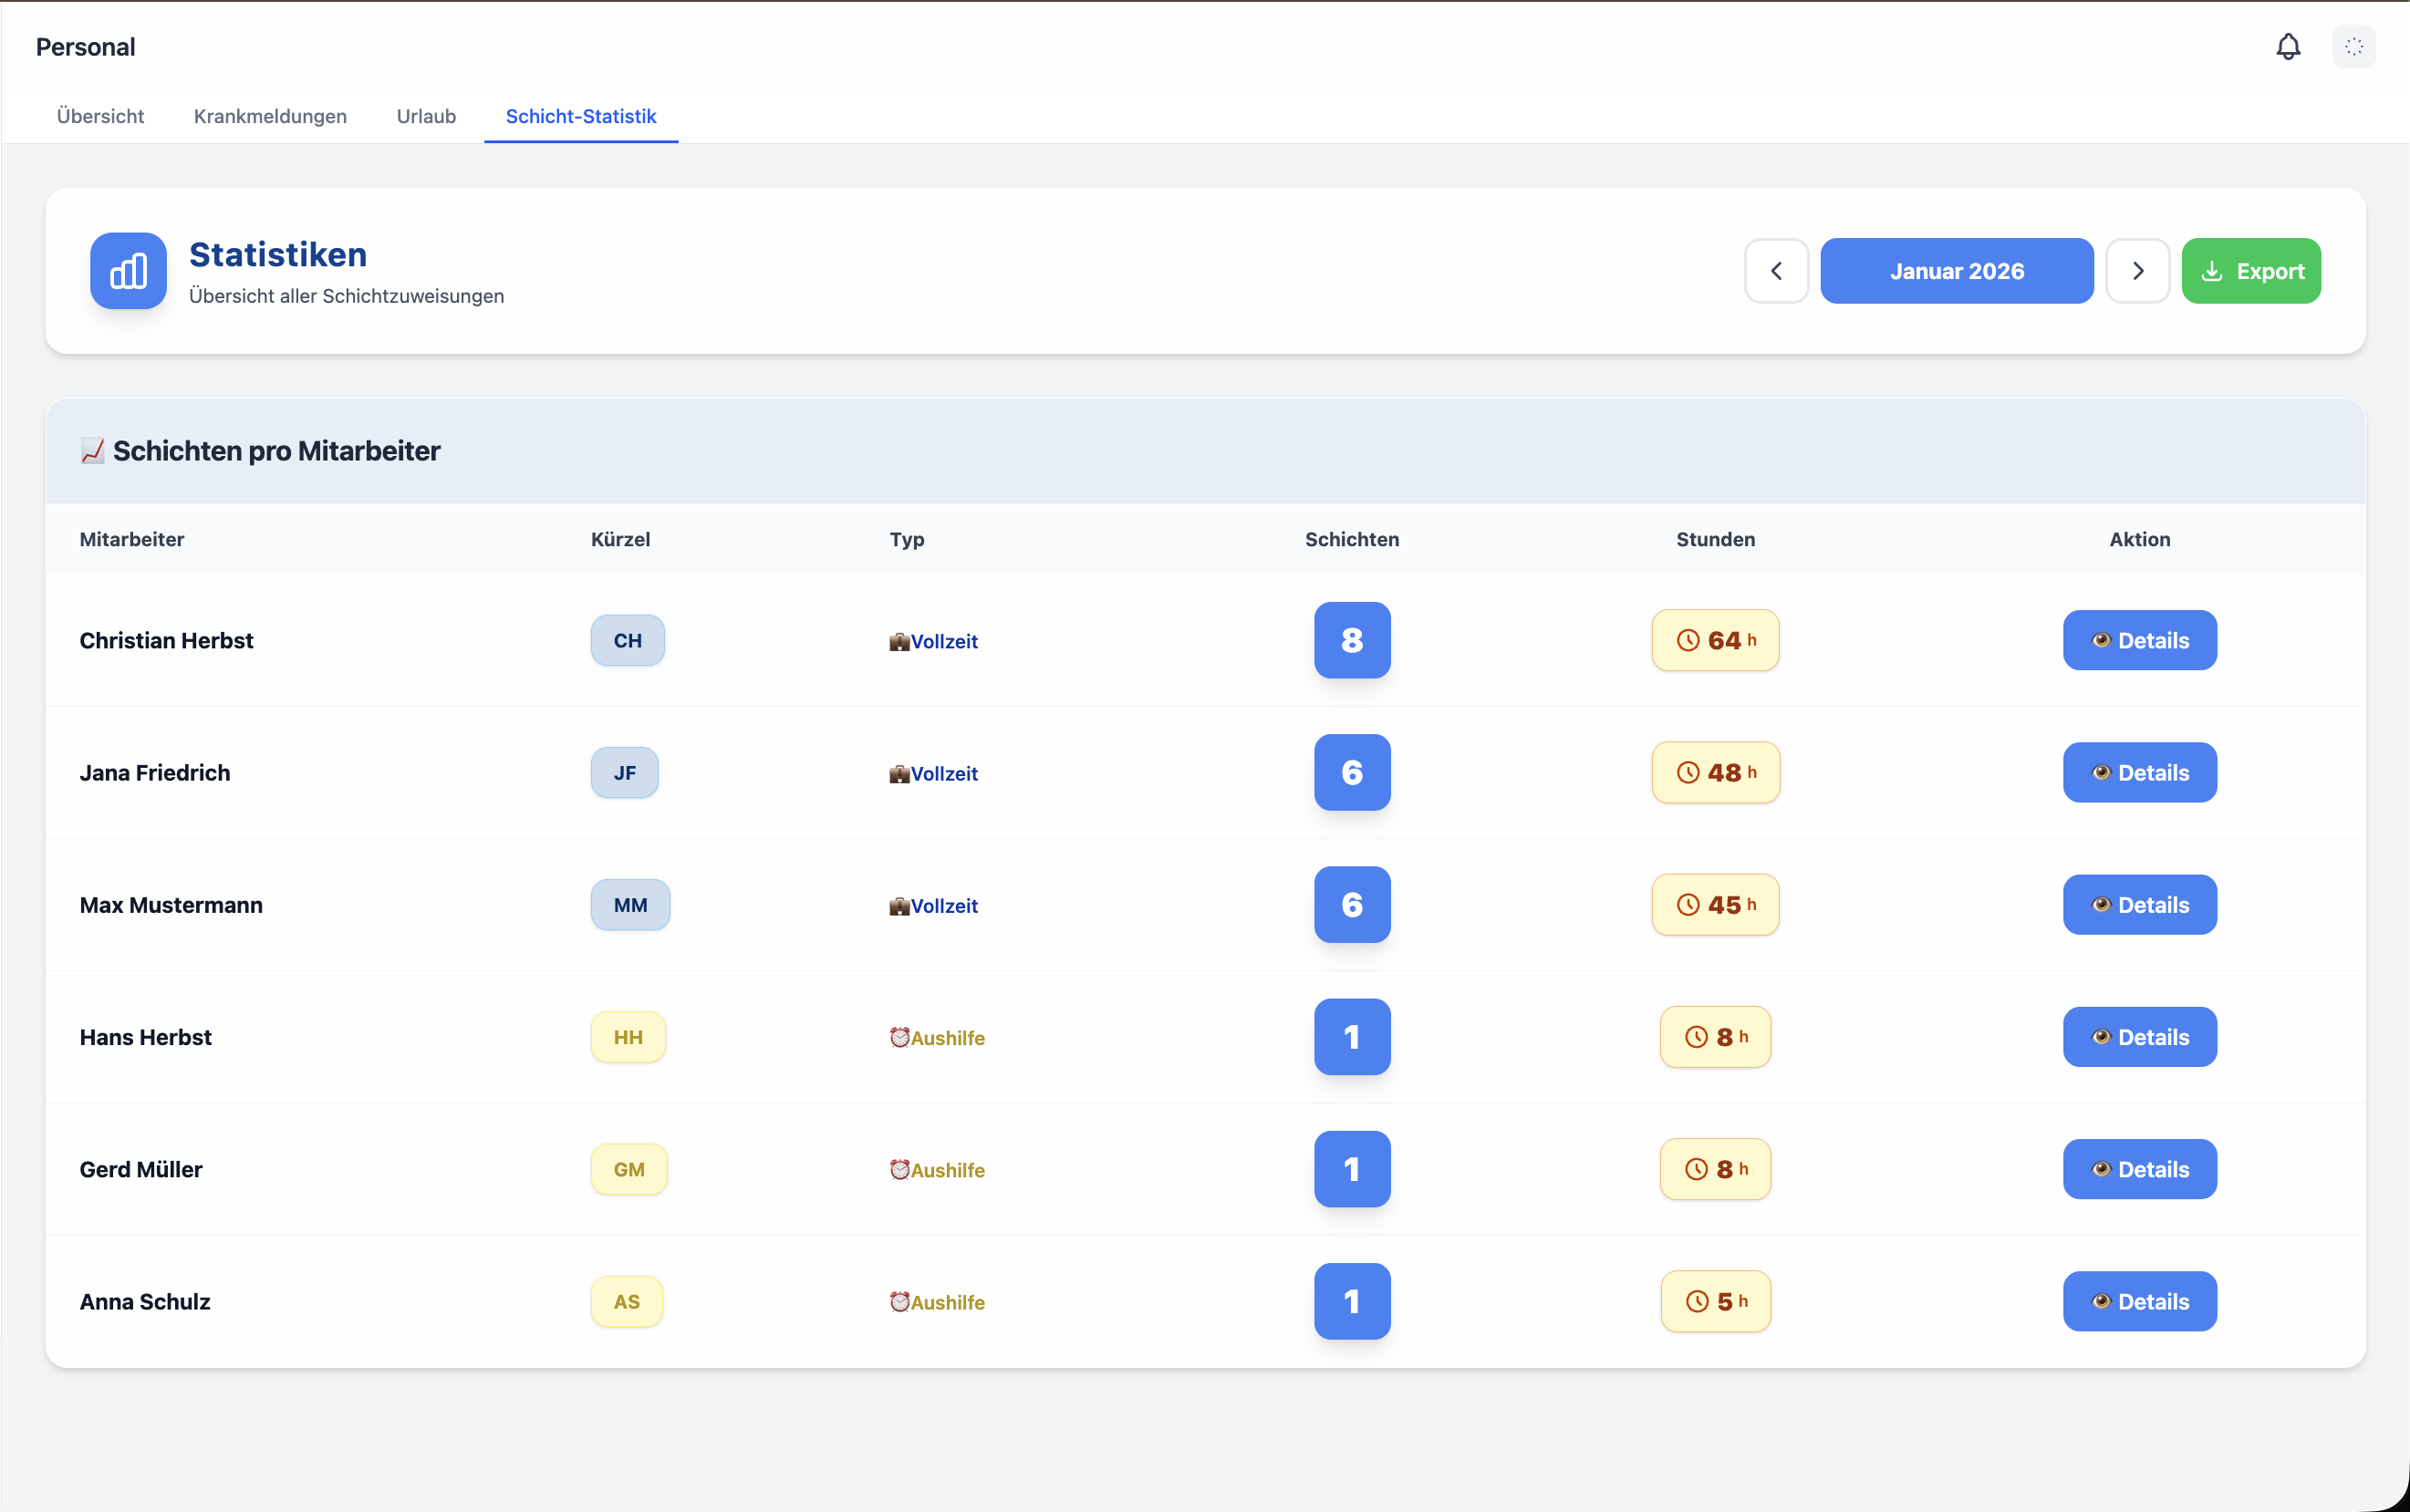 Personal
Übersicht Krankmeldungen Urlaub Schicht-Statistik
Statistiken
Übersicht aller Schichtzuweisungen
Januar 2026 Export
Schichten pro Mitarbeiter
Mitarbeiter Kürzel Typ Schichten Stunden Aktion
Christian Herbst CH Vollzeit 8 64 h Details
Jana Friedrich JF Vollzeit 6 48 h Details
Max Mustermann MM Vollzeit 6 45 h Details
Hans Herbst HH Aushilfe 1 8 h Details
Gerd Müller GM Aushilfe 1 8 h Details
Anna Schulz AS Aushilfe 1 5 h Details